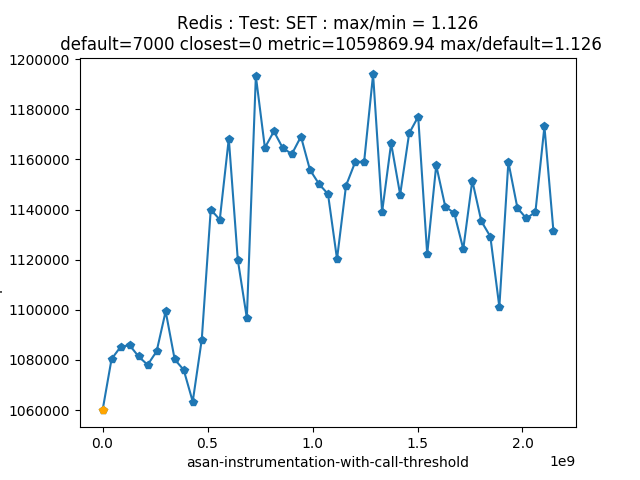 Redis : Test: SET : max/min = 1.126
default=7000 closest=0 metric=1059869.94 max/default=1.126
1200000
1180000
1160000
1140000
1120000
1100000
1080000
1060000
0.0 0.5 1.0 1.5 2.0
1e9
asan-instrumentation-with-call-threshold